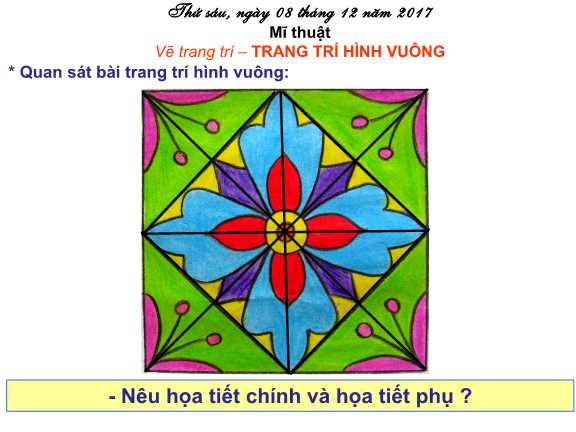 Thứ sáu, ngày 08 tháng 12 năm 2017
Mĩ thuật
Vẽ trang trí – TRANG TRÍ HÌNH VUÔNG
* Quan sát bài trang trí hình vuông:
- Nêu họa tiết chính và họa tiết phụ ?